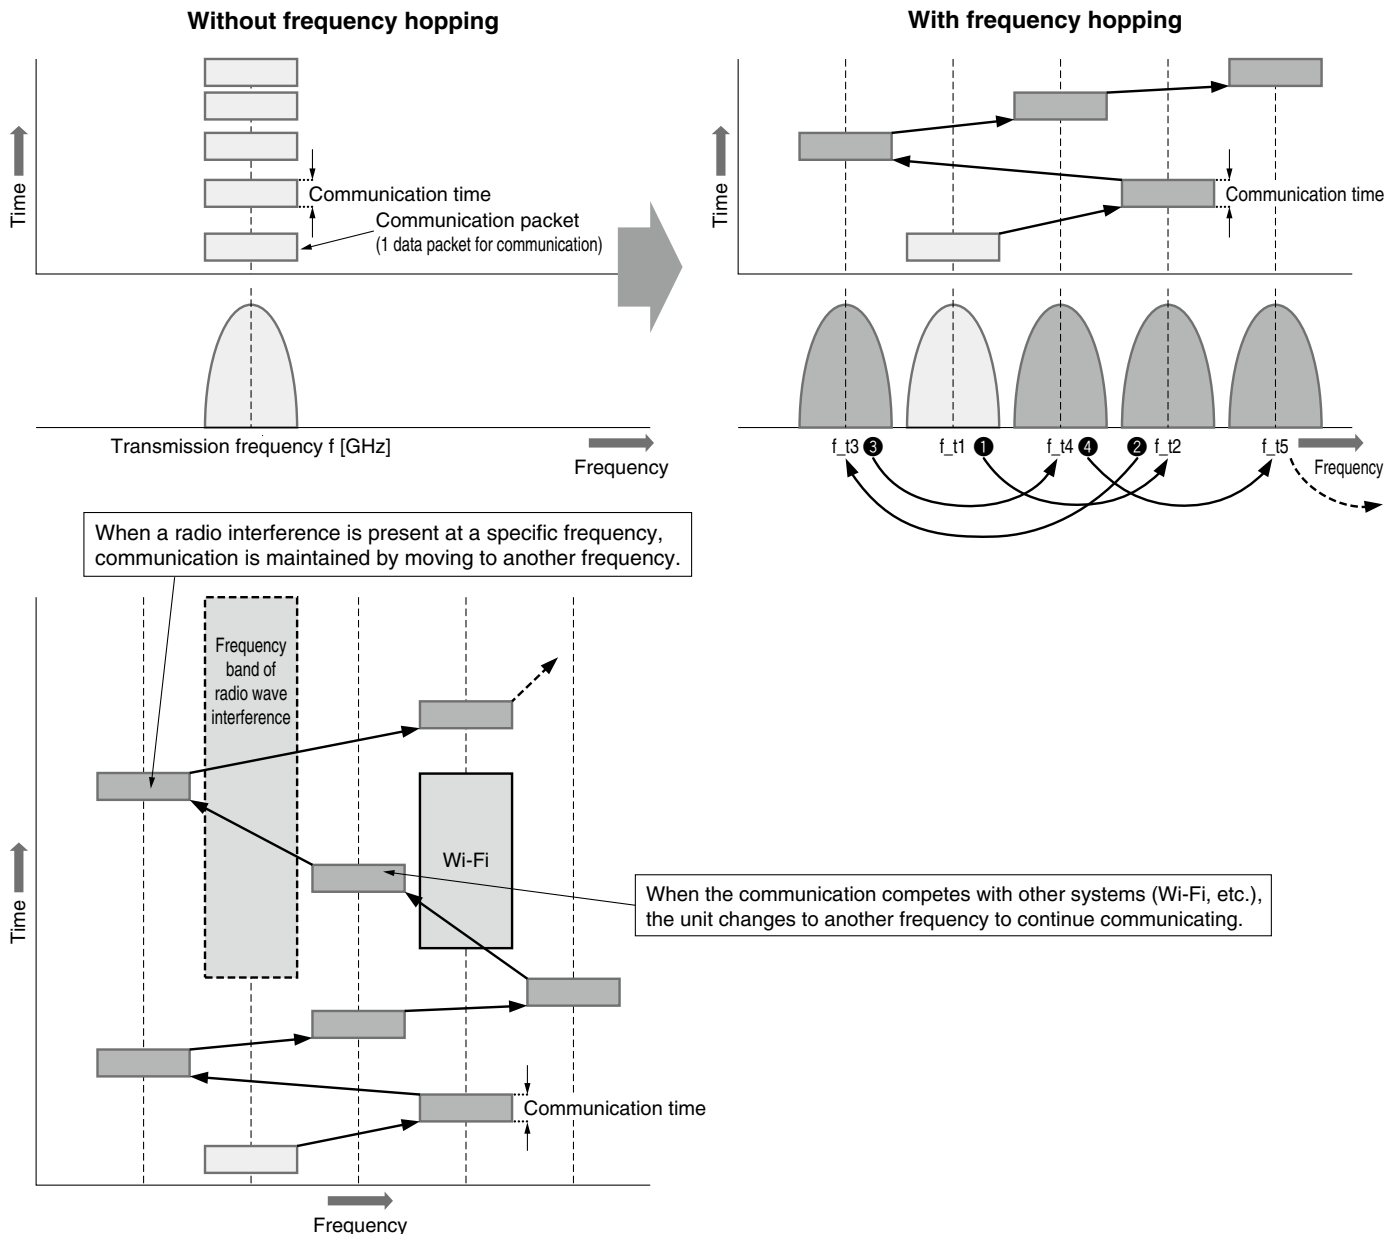 Without frequency hopping
With frequency hopping
Time
Communication time
Communication packet
(1 data packet for communication)
Transmission frequency f [GHz]
Frequency
Time
Communication time
f_t3 ❸ f_t1 ❶ f_t4 ❹ ❷ f_t2 f_t5
Frequency
When a radio interference is present at a specific frequency,
communication is maintained by moving to another frequency.
Frequency
band of
radio wave
interference
Wi-Fi
When the communication competes with other systems (Wi-Fi, etc.),
the unit changes to another frequency to continue communicating.
Time
Communication time
Frequency